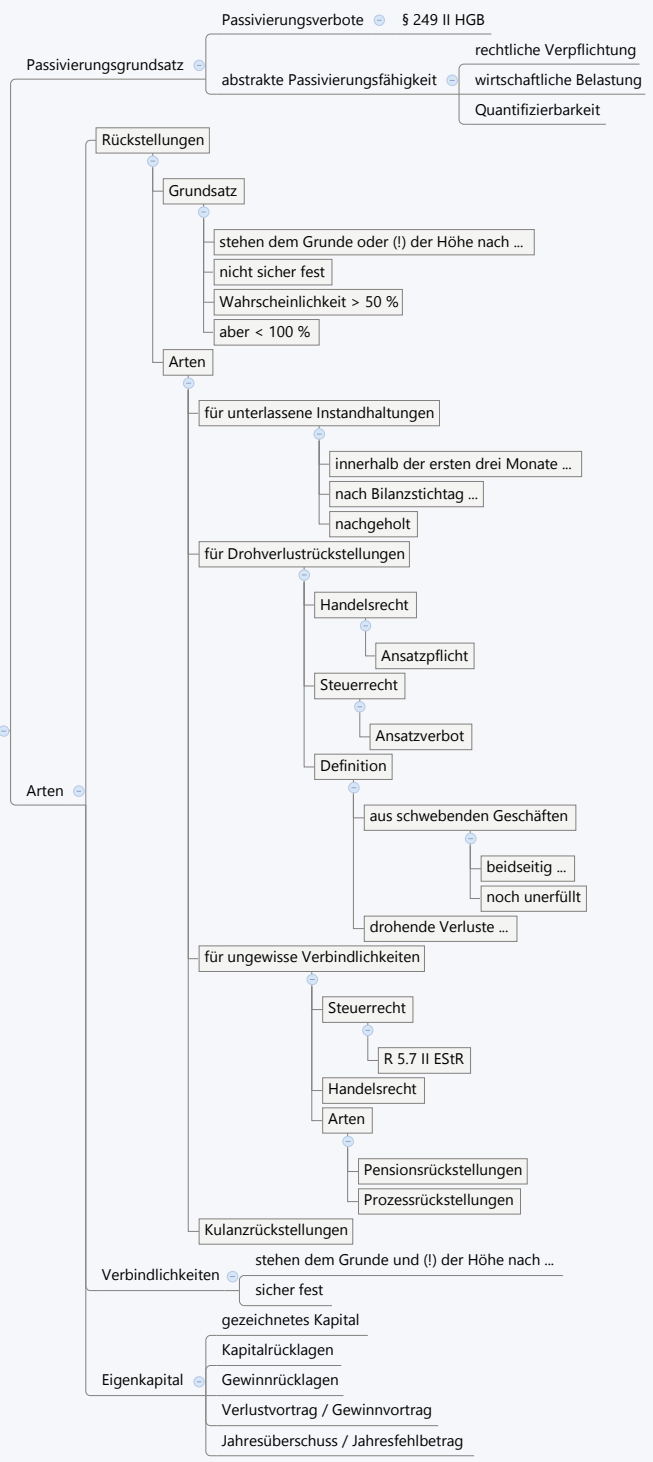 Passivierungsverbote
§ 249 II HGB
Passivierungsgrundsatz
abstrakte Passivierungsfähigkeit
rechtliche Verpflichtung
wirtschaftliche Belastung
Quantifizierbarkeit
Rückstellungen
Grundsatz
stehen dem Grunde oder (!) der Höhe nach ...
nicht sicher fest
Wahrscheinlichkeit > 50 %
aber < 100 %
Arten
für unterlassene Instandhaltungen
innerhalb der ersten drei Monate ...
nach Bilanzstichtag ...
nachgeholt
für Drohverlustrückstellungen
Handelsrecht
Ansatzpflicht
Steuerrecht
Ansatzverbot
Definition
Arten
aus schwebenden Geschäften
beidseitig ...
noch unerfüllt
drohende Verluste ...
für ungewisse Verbindlichkeiten
Steuerrecht
R 5.7 II EStR
Handelsrecht
Arten
Pensionsrückstellungen
Prozessrückstellungen
Kulanzrückstellungen
Verbindlichkeiten
stehen dem Grunde und (!) der Höhe nach ...
sicher fest
Eigenkapital
gezeichnetes Kapital
Kapitalrücklagen
Gewinnrücklagen
Verlustvortrag / Gewinnvortrag
Jahresüberschuss / Jahresfehlbetrag